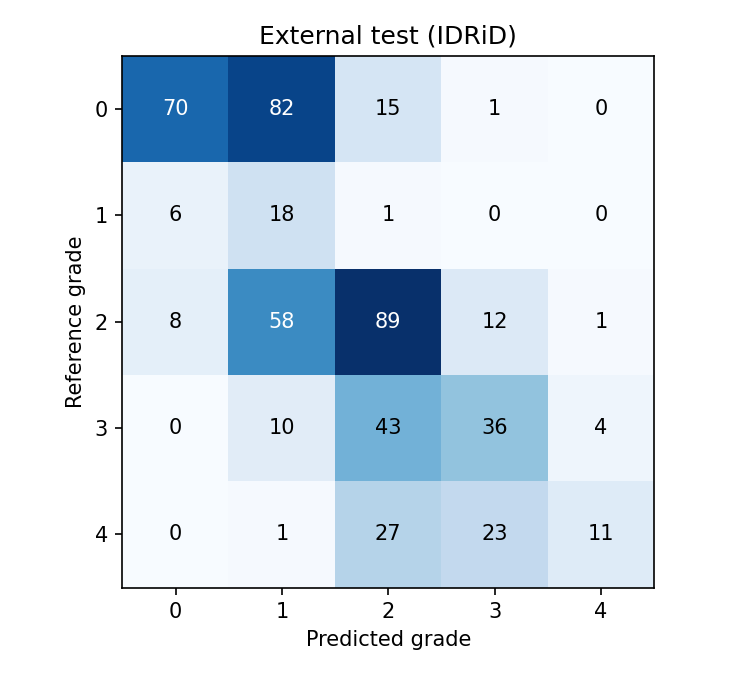 External test (IDRiD)
0 70 82 15 1 0
1 6 18 1 0 0
2 8 58 89 12 1
3 0 10 43 36 4
4 0 1 27 23 11
0 1 2 3 4
Predicted grade
Reference grade